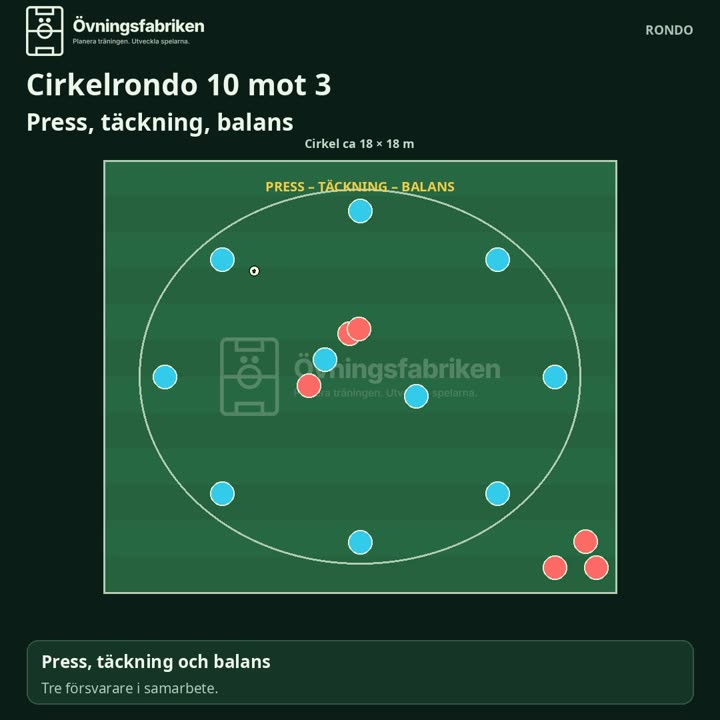 Övningsfabriken
Planera träningen. Utveckla spelarna.
RONDO
Cirkelrondo 10 mot 3
Press, täckning, balans
Cirkel ca 18 × 18 m
PRESS – TÄCKNING – BALANS
Övningsfabriken
Planera träningen. Utveckla spelarna.
Press, täckning och balans
Tre försvarare i samarbete.